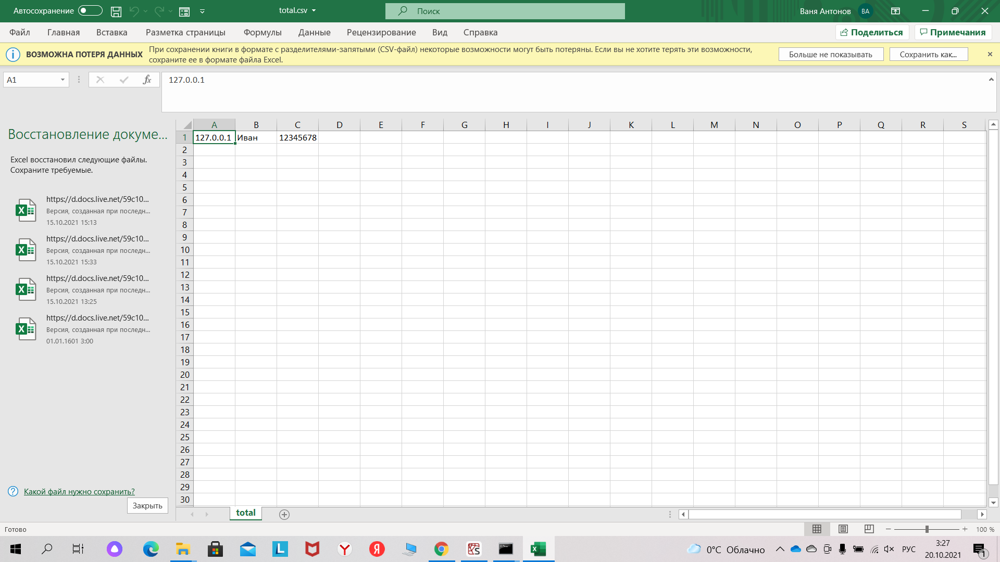 Автосохранение
total.csv
Поиск
Ваня Антонов
ВА
Файл Главная Вставка Разметка страницы Формулы Данные Рецензирование Вид Справка
Поделиться
Примечания
ВОЗМОЖНА ПОТЕРЯ ДАННЫХ
При сохранении книги в формате с разделителями-запятыми (CSV-файл) некоторые возможности могут быть потеряны. Если вы не хотите терять эти возможности,
сохраните ее в формате файла Excel.
Больше не показывать
Сохранить как...
A1
fx
127.0.0.1
Восстановление докуме...
Excel восстановил следующие файлы.
Сохраните требуемые.
https://d.docs.live.net/59c10...
Версия, созданная при последн...
15.10.2021 15:13
https://d.docs.live.net/59c10...
Версия, созданная при последн...
15.10.2021 15:33
https://d.docs.live.net/59c10...
Версия, созданная при последн...
15.10.2021 13:25
https://d.docs.live.net/59c10...
Версия, созданная при последн...
01.01.1601 3:00
Какой файл нужно сохранить?
Закрыть
A B C D E F G H I J K L M N O P Q R S
1 127.0.0.1 Иван 12345678
2
3
4
5
6
7
8
9
10
11
12
13
14
15
16
17
18
19
20
21
22
23
24
25
26
27
28
29
30
total
Готово
100 %
0°C Облачно
РУС
3:27
20.10.2021
1